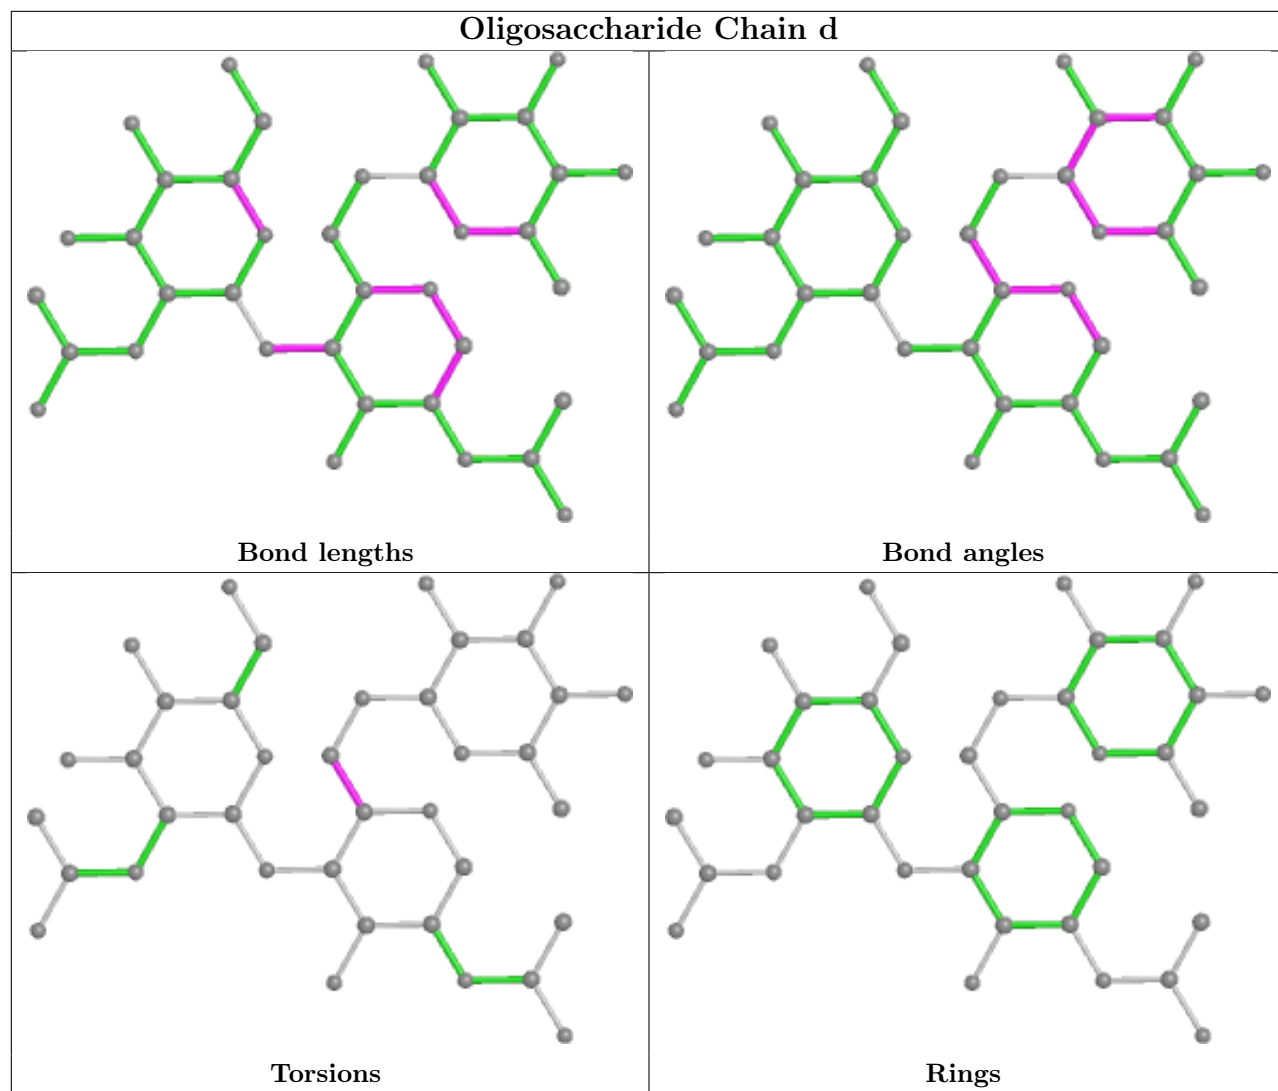 Oligosaccharide Chain d
Bond lengths
Bond angles
Torsions
Rings